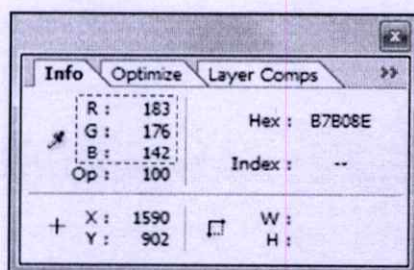 Info Optimize Layer Comps >>
R : 183 Hex : B7B08E
G : 176
B : 142 Index : --
Op : 100
X : 1590 W :
Y : 902 H :